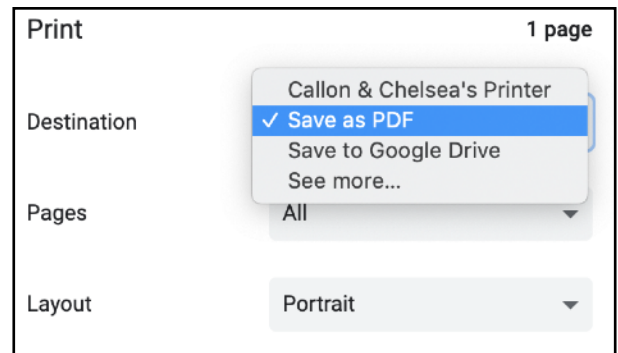 Print 1 page
Callon & Chelsea's Printer
Destination ✓ Save as PDF
Save to Google Drive
See more...
Pages All
Layout Portrait